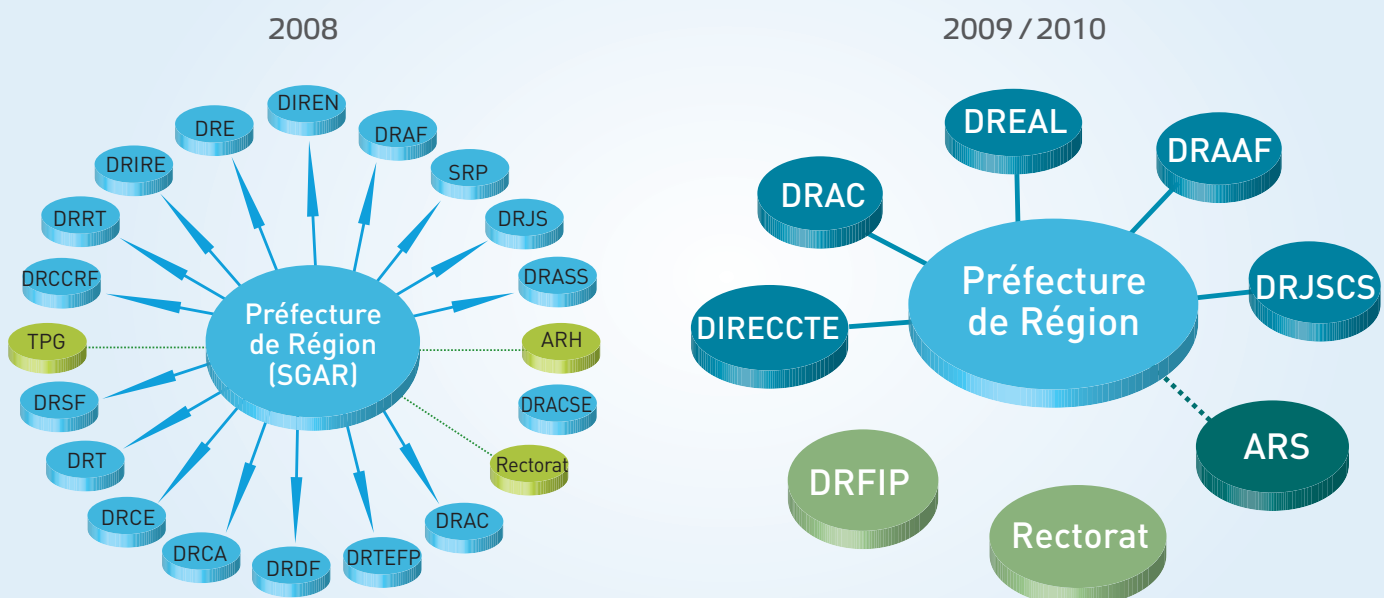 2008
DIREN
DRE
DRAF
DRIRE
SRP
DRRT
DRJS
DRCCRF
DRASS
TPG
Préfecture
de Région
(SGAR)
ARH
DRSF
DRACSE
DRT
Rectorat
DRCE
DRAC
DRCA
DRDF
DRTEFP
2009 / 2010
DREAL
DRAAF
DRAC
Préfecture
de Région
DRJSCS
DIRECCTE
ARS
DRFIP
Rectorat